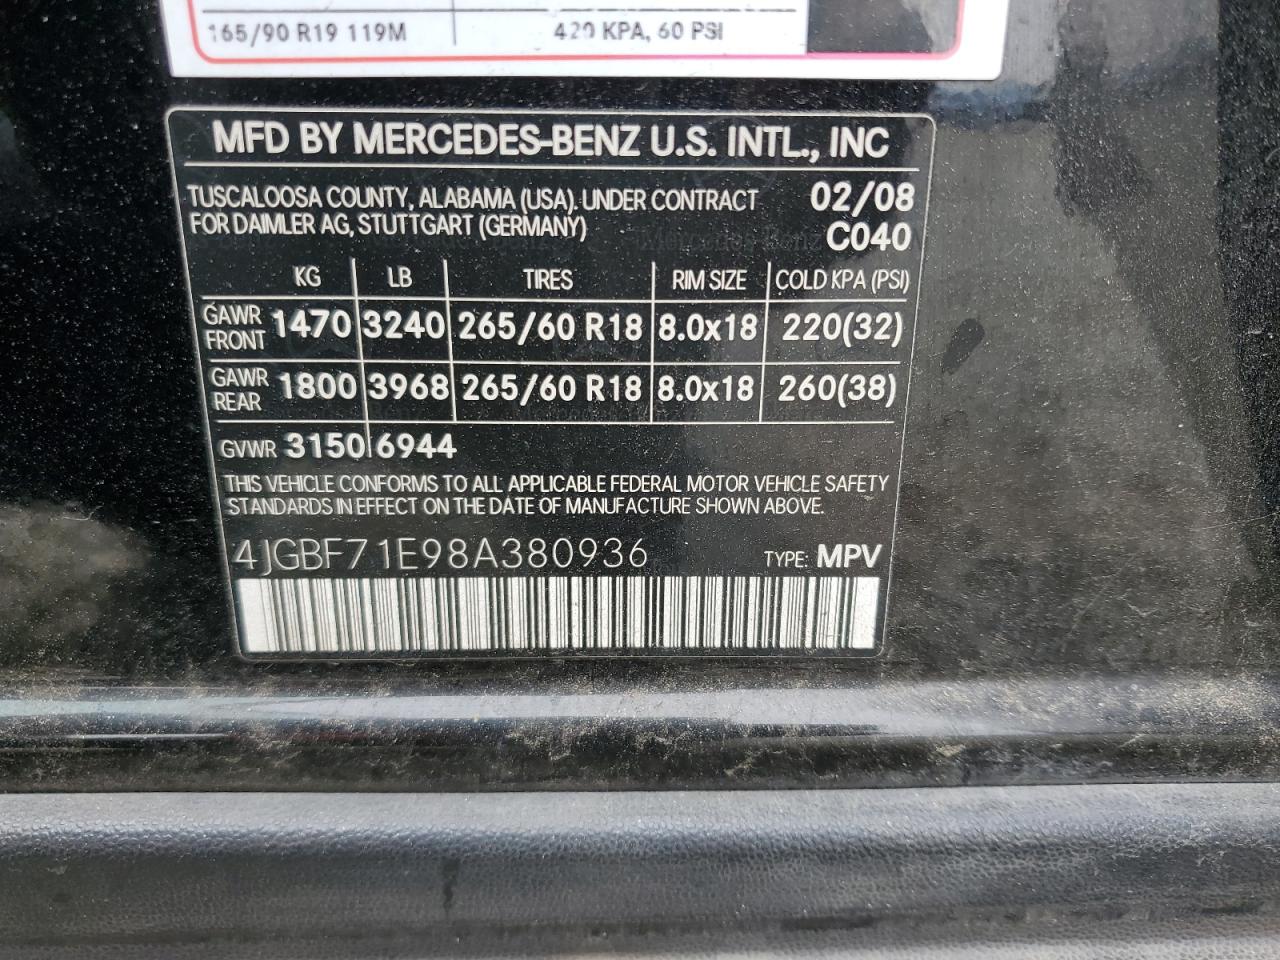 165/90 R19 119M 420 KPA, 60 PSI
MFD BY MERCEDES-BENZ U.S. INTL., INC
TUSCALOOSA COUNTY, ALABAMA (USA). UNDER CONTRACT 02/08
FOR DAIMLER AG, STUTTGART (GERMANY) C040
KG LB TIRES RIM SIZE COLD KPA (PSI)
GAWR FRONT 1470 3240 265/60 R18 8.0x18 220(32)
GAWR REAR 1800 3968 265/60 R18 8.0x18 260(38)
GVWR 3150 6944
THIS VEHICLE CONFORMS TO ALL APPLICABLE FEDERAL MOTOR VEHICLE SAFETY
STANDARDS IN EFFECT ON THE DATE OF MANUFACTURE SHOWN ABOVE.
4JGBF71E98A380936 TYPE: MPV